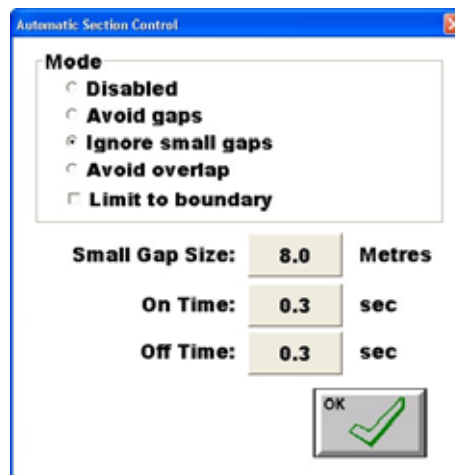 Automatic Section Control
Mode
Disabled
Avoid gaps
Ignore small gaps
Avoid overlap
Limit to boundary
Small Gap Size: 8.0 Metres
On Time: 0.3 sec
Off Time: 0.3 sec
OK